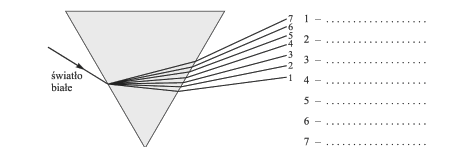 światło
białe
7
6
5
4
3
2
1
1 – ..................
2 – ..................
3 – ..................
4 – ..................
5 – ..................
6 – ..................
7 – ..................